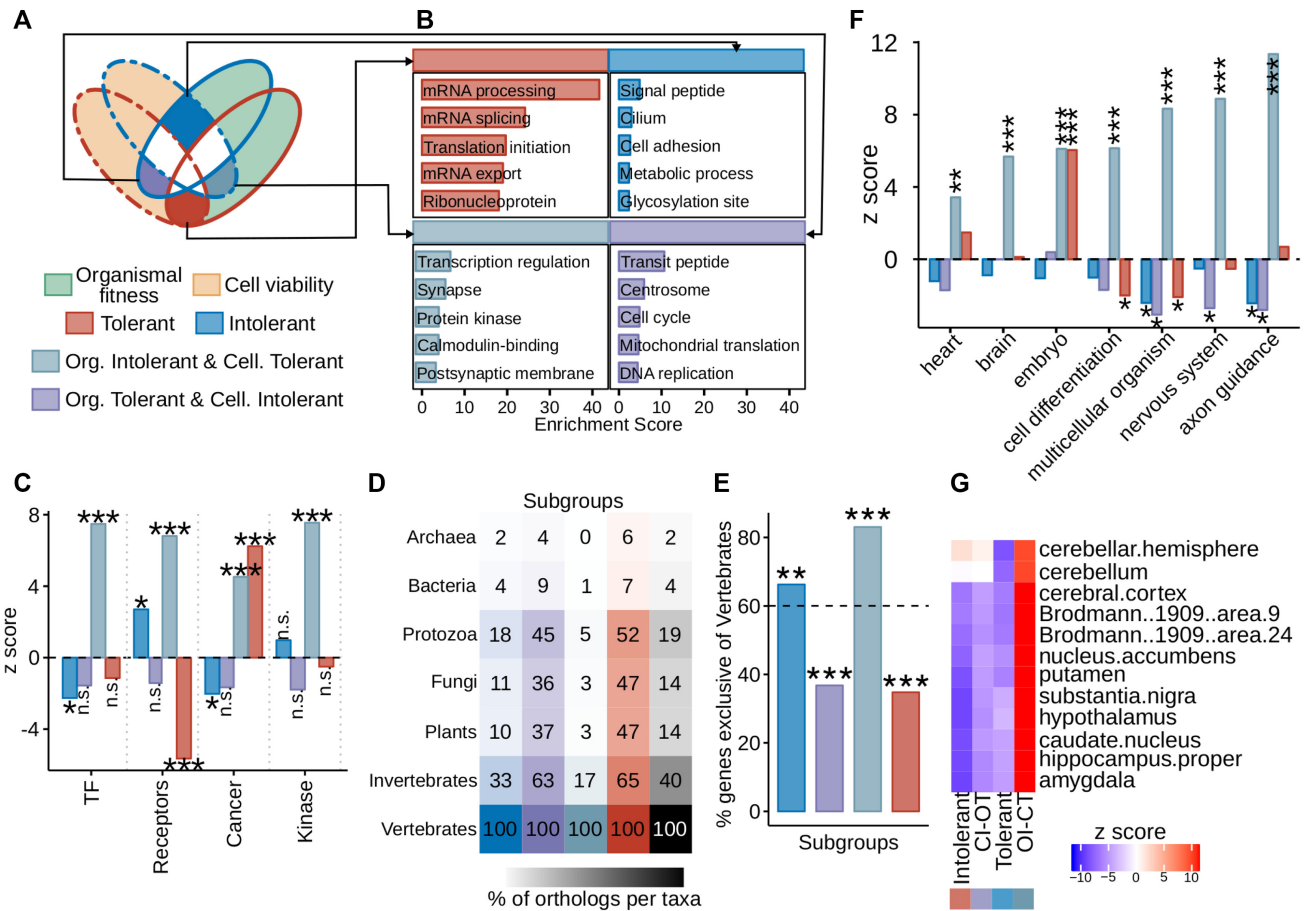 A
Organismal
fitness
Cell viability
Tolerant
Intolerant
Org. Intolerant & Cell. Tolerant
Org. Tolerant & Cell. Intolerant
B
mRNA processing
mRNA splicing
Translation initiation
mRNA export
Ribonucleoprotein
Signal peptide
Cilium
Cell adhesion
Metabolic process
Glycosylation site
Transcription regulation
Synapse
Protein kinase
Calmodulin-binding
Postsynaptic membrane
Transit peptide
Centrosome
Cell cycle
Mitochondrial translation
DNA replication
0 10 20 30 40 0 10 20 30 40
Enrichment Score
F
z score
12
8
4
0
** *** *** *** *** *** *** ***
* * * * * * *
heart
brain
embryo
cell differentiation
multicellular organism
nervous system
axon guidance
C
z score
8
4
0
-4
* n.s. *** n.s.
* n.s. *** ***
* n.s. *** ***
n.s. n.s. *** n.s.
TF
Receptors
Cancer
Kinase
D
Subgroups
Archaea 2 4 0 6 2
Bacteria 4 9 1 7 4
Protozoa 18 45 5 52 19
Fungi 11 36 3 47 14
Plants 10 37 3 47 14
Invertebrates 33 63 17 65 40
Vertebrates 100 100 100 100 100
% of orthologs per taxa
E
% genes exclusive of Vertebrates
80
60
40
20
0
** *** *** ***
Subgroups
G
cerebellar.hemisphere
cerebellum
cerebral.cortex
Brodmann..1909..area.9
Brodmann..1909..area.24
nucleus.accumbens
putamen
substantia.nigra
hypothalamus
caudate.nucleus
hippocampus.proper
amygdala
Intolerant
CI-OT
Tolerant
OI-CT
z score
−10 −5 0 5 10